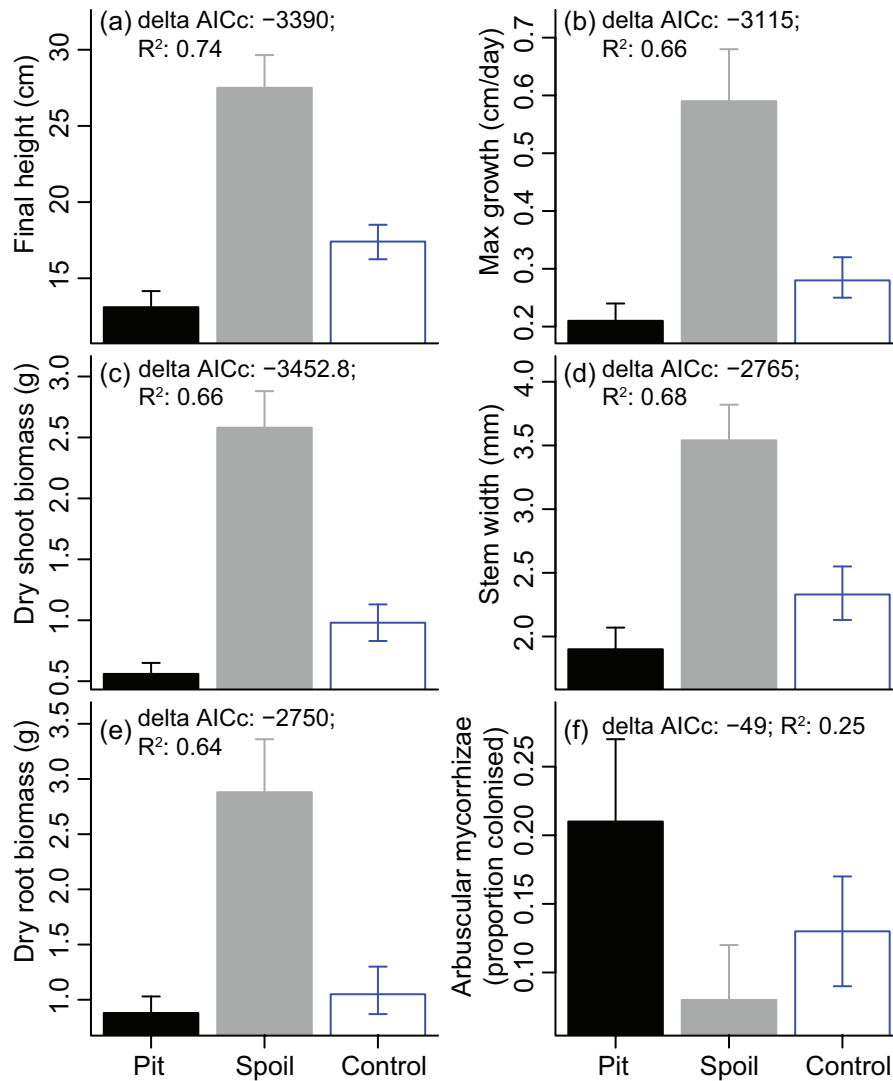 (a) delta AICc: −3390;
R²: 0.74
Final height (cm)
30
25
20
15
(b) delta AICc: −3115;
R²: 0.66
Max growth (cm/day)
0.7
0.6
0.5
0.4
0.3
0.2
(c) delta AICc: −3452.8;
R²: 0.66
Dry shoot biomass (g)
3.0
2.5
2.0
1.5
1.0
0.5
(d) delta AICc: −2765;
R²: 0.68
Stem width (mm)
4.0
3.5
3.0
2.5
2.0
(e) delta AICc: −2750;
R²: 0.64
Dry root biomass (g)
3.5
3.0
2.5
2.0
1.5
1.0
Pit Spoil Control
(f) delta AICc: −49; R²: 0.25
Arbuscular mycorrhizae
(proportion colonised)
0.25
0.20
0.15
0.10
Pit Spoil Control